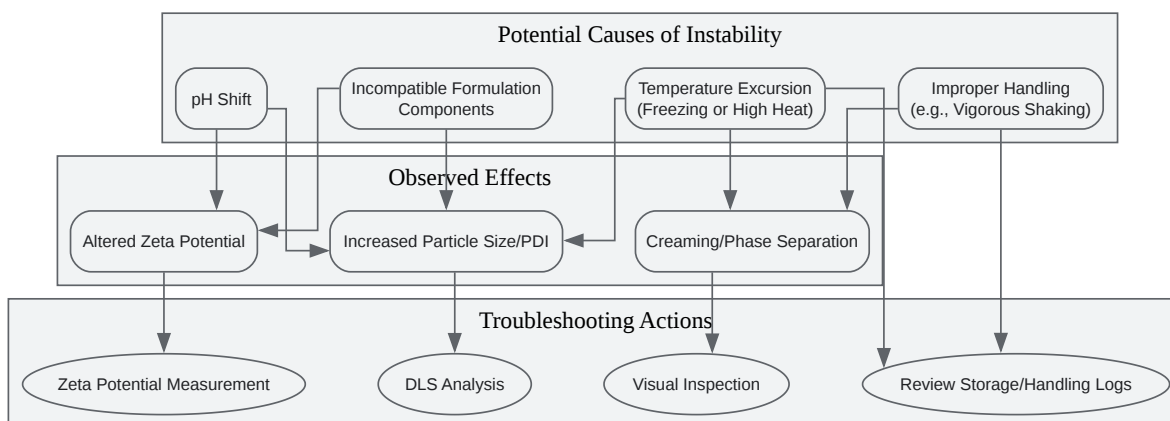 Potential Causes of Instability
pH Shift
Incompatible Formulation
Components
Temperature Excursion
(Freezing or High Heat)
Improper Handling
(e.g., Vigorous Shaking)
Observed Effects
Altered Zeta Potential
Increased Particle Size/PDI
Creaming/Phase Separation
Troubleshooting Actions
Zeta Potential Measurement
DLS Analysis
Visual Inspection
Review Storage/Handling Logs